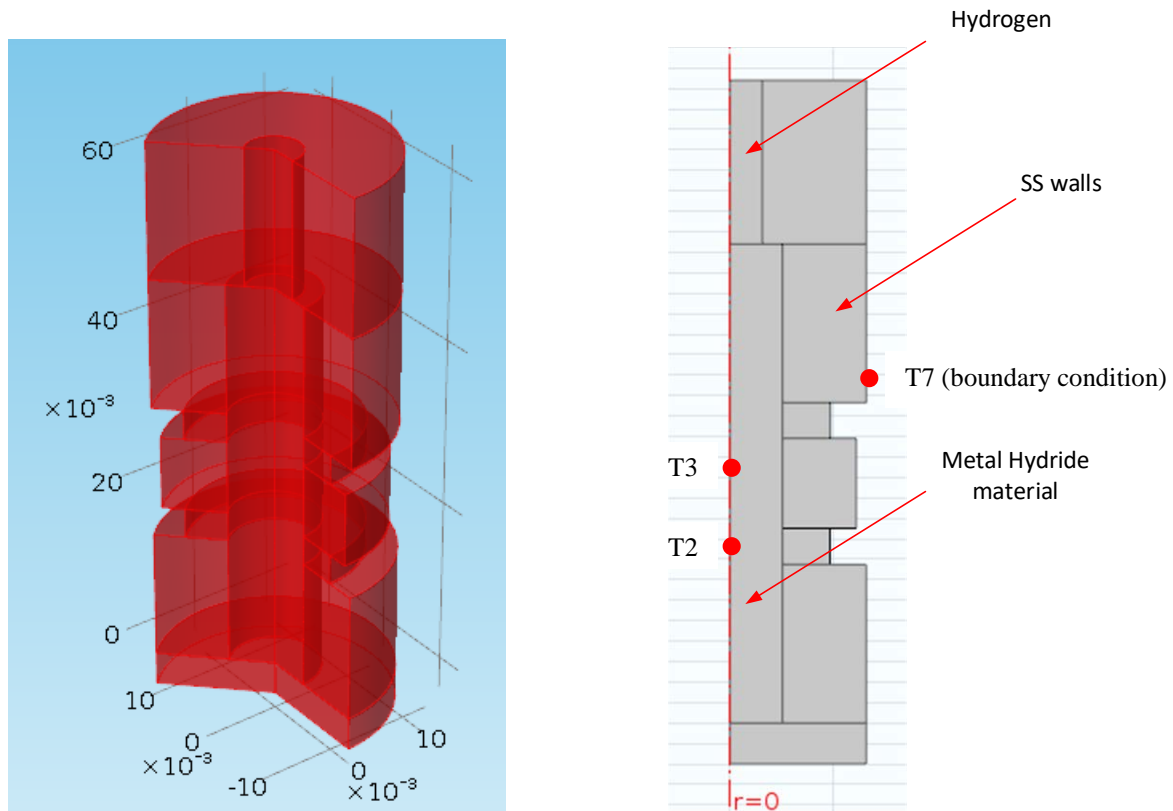 60
40
×10⁻³
20
0
10
0
×10⁻³
-10
0
×10⁻³
10
Hydrogen
SS walls
T7 (boundary condition)
Metal Hydride
material
T3
T2
r=0